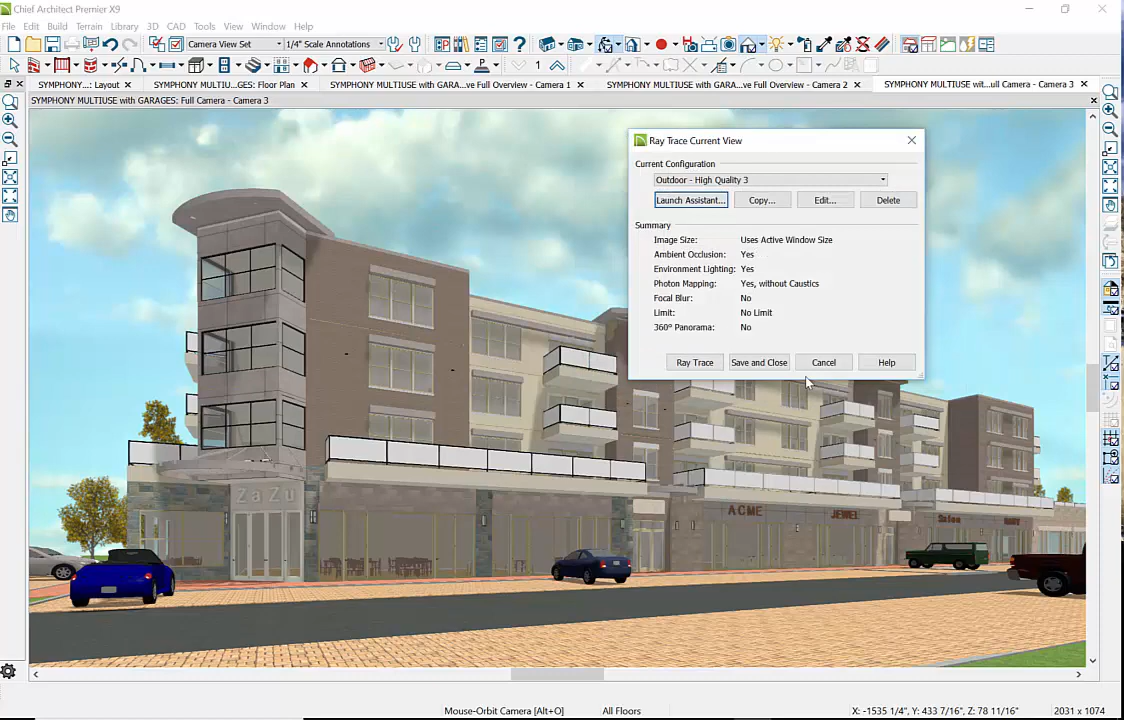 Chief Architect Premier X9
File Edit Build Terrain Library 3D CAD Tools View Window Help
Camera View Set 1/4" Scale Annotations
1
SYMPHONY...: Layout SYMPHONY MULTIU...GES: Floor Plan SYMPHONY MULTIUSE with GARA...ve Full Overview - Camera 1 SYMPHONY MULTIUSE with GARA...ve Full Overview - Camera 2 SYMPHONY MULTIUSE wit...ull Camera - Camera 3
SYMPHONY MULTIUSE with GARAGES: Full Camera - Camera 3
Ray Trace Current View
Current Configuration
Outdoor - High Quality 3
Launch Assistant... Copy... Edit... Delete
Summary
Image Size: Uses Active Window Size
Ambient Occlusion: Yes
Environment Lighting: Yes
Photon Mapping: Yes, without Caustics
Focal Blur: No
Limit: No Limit
360º Panorama: No
Ray Trace Save and Close Cancel Help
ZaZu
ACME JEWEL Salon
Mouse-Orbit Camera [Alt+O] All Floors X: -1535 1/4", Y: 433 7/16", Z: 78 11/16" 2031 x 1074